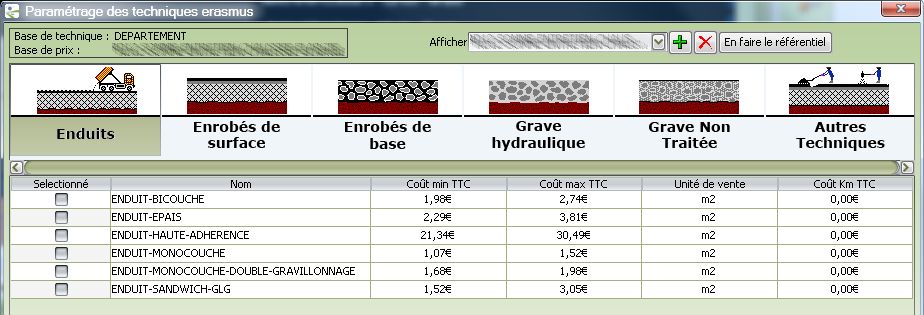 Paramétrage des techniques erasmus
Base de technique : DEPARTEMENT
Base de prix :
Afficher
En faire le référentiel
Enduits
Enrobés de surface
Enrobés de base
Grave hydraulique
Grave Non Traitée
Autres Techniques
Selectionné Nom Coût min TTC Coût max TTC Unité de vente Coût Km TTC
ENDUIT-BICOUCHE 1,98€ 2,74€ m2 0,00€
ENDUIT-EPAIS 2,29€ 3,81€ m2 0,00€
ENDUIT-HAUTE-ADHERENCE 21,34€ 30,49€ m2 0,00€
ENDUIT-MONOCOUCHE 1,07€ 1,52€ m2 0,00€
ENDUIT-MONOCOUCHE-DOUBLE-GRAVILLONNAGE 1,68€ 1,98€ m2 0,00€
ENDUIT-SANDWICH-GLG 1,52€ 3,05€ m2 0,00€